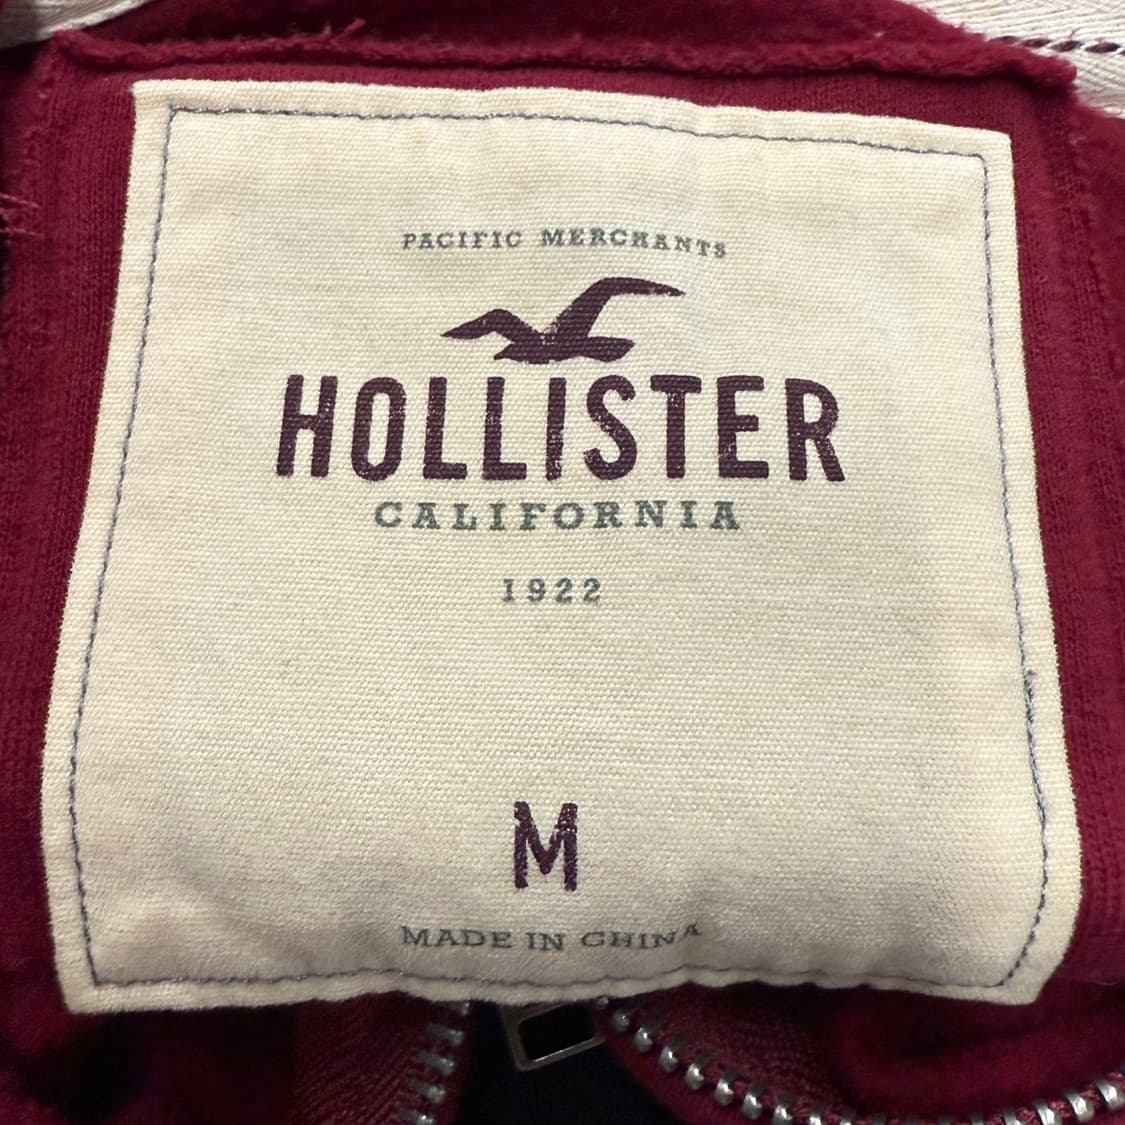 PACIFIC MERCHANTS
HOLLISTER
CALIFORNIA
1922
M
MADE IN CHINA